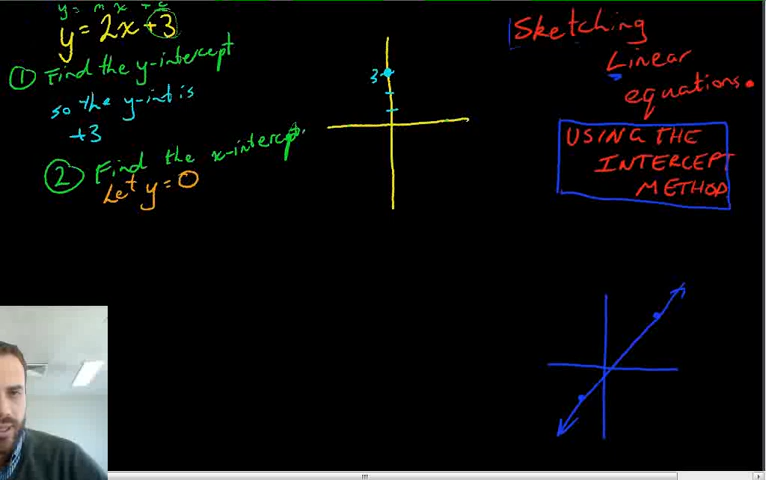 y = m x + c
y = 2x + 3
① Find the y-intercept
so the y-int is
+3
② Find the x-intercept.
Let y = 0
3
Sketching
Linear
equations.
USING THE
INTERCEPT
METHOD